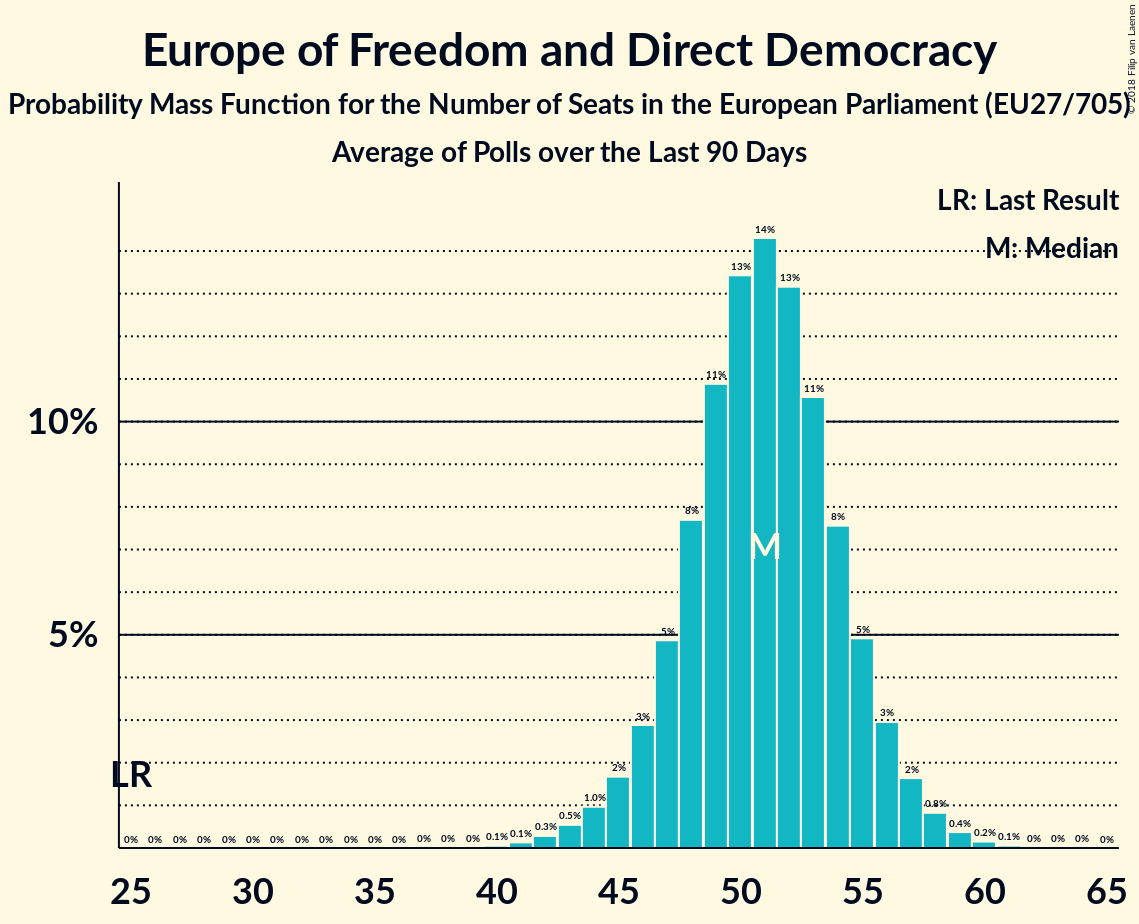 Europe of Freedom and Direct Democracy
Probability Mass Function for the Number of Seats in the European Parliament (EU27/705)
Average of Polls over the Last 90 Days
© 2018 Filip van Laenen
LR: Last Result
M: Median
10%
5%
LR
M
0% 0% 0% 0% 0% 0% 0% 0% 0% 0% 0% 0% 0% 0% 0% 0.1% 0.1% 0.3% 0.5% 1.0% 2% 3% 5% 8% 11% 13% 14% 13% 11% 8% 5% 3% 2% 0.8% 0.4% 0.2% 0.1% 0% 0% 0% 0%
25 30 35 40 45 50 55 60 65